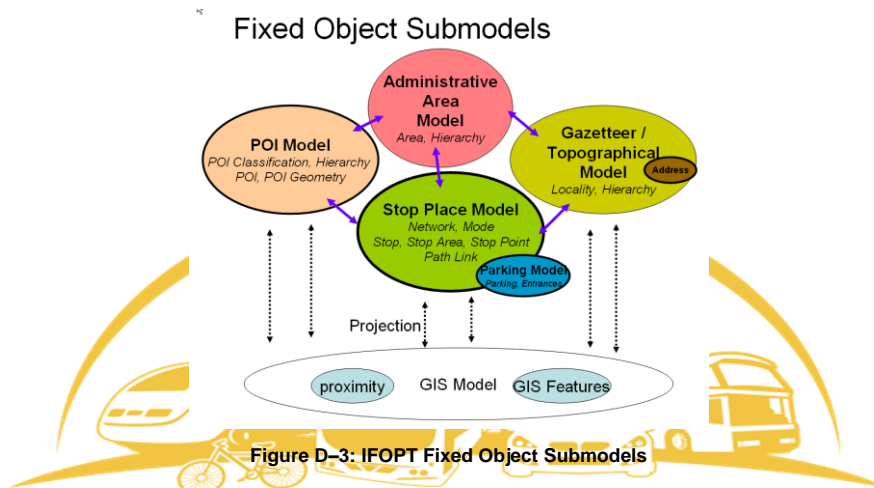 Fixed Object Submodels
Administrative
Area
Model
Area, Hierarchy
POI Model
POI Classification, Hierarchy
POI, POI Geometry
Gazetteer /
Topographical
Model
Locality, Hierarchy
Address
Stop Place Model
Network, Mode
Stop, Stop Area, Stop Point
Path Link
Parking Model
Parking, Entrances
Projection
proximity
GIS Model
GIS Features
Figure D–3: IFOPT Fixed Object Submodels